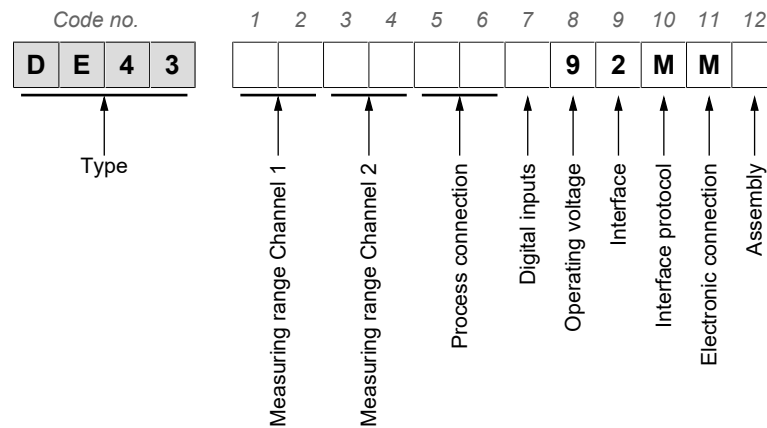 Code no. 1 2 3 4 5 6 7 8 9 10 11 12
D E 4 3 9 2 M M
Type
Measuring range Channel 1
Measuring range Channel 2
Process connection
Digital inputs
Operating voltage
Interface
Interface protocol
Electronic connection
Assembly